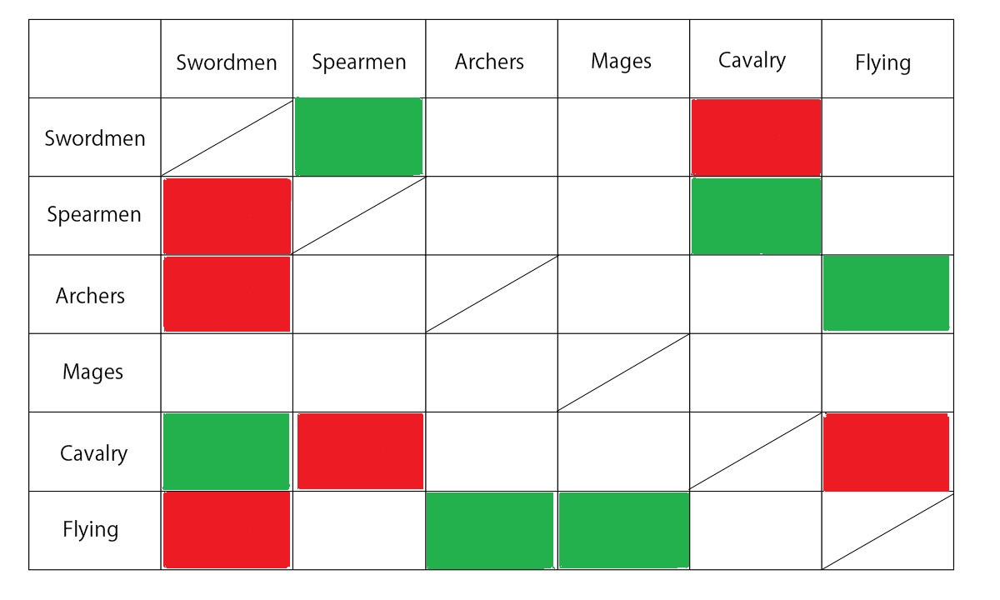 Swordmen Spearmen Archers Mages Cavalry Flying
Swordmen
Spearmen
Archers
Mages
Cavalry
Flying